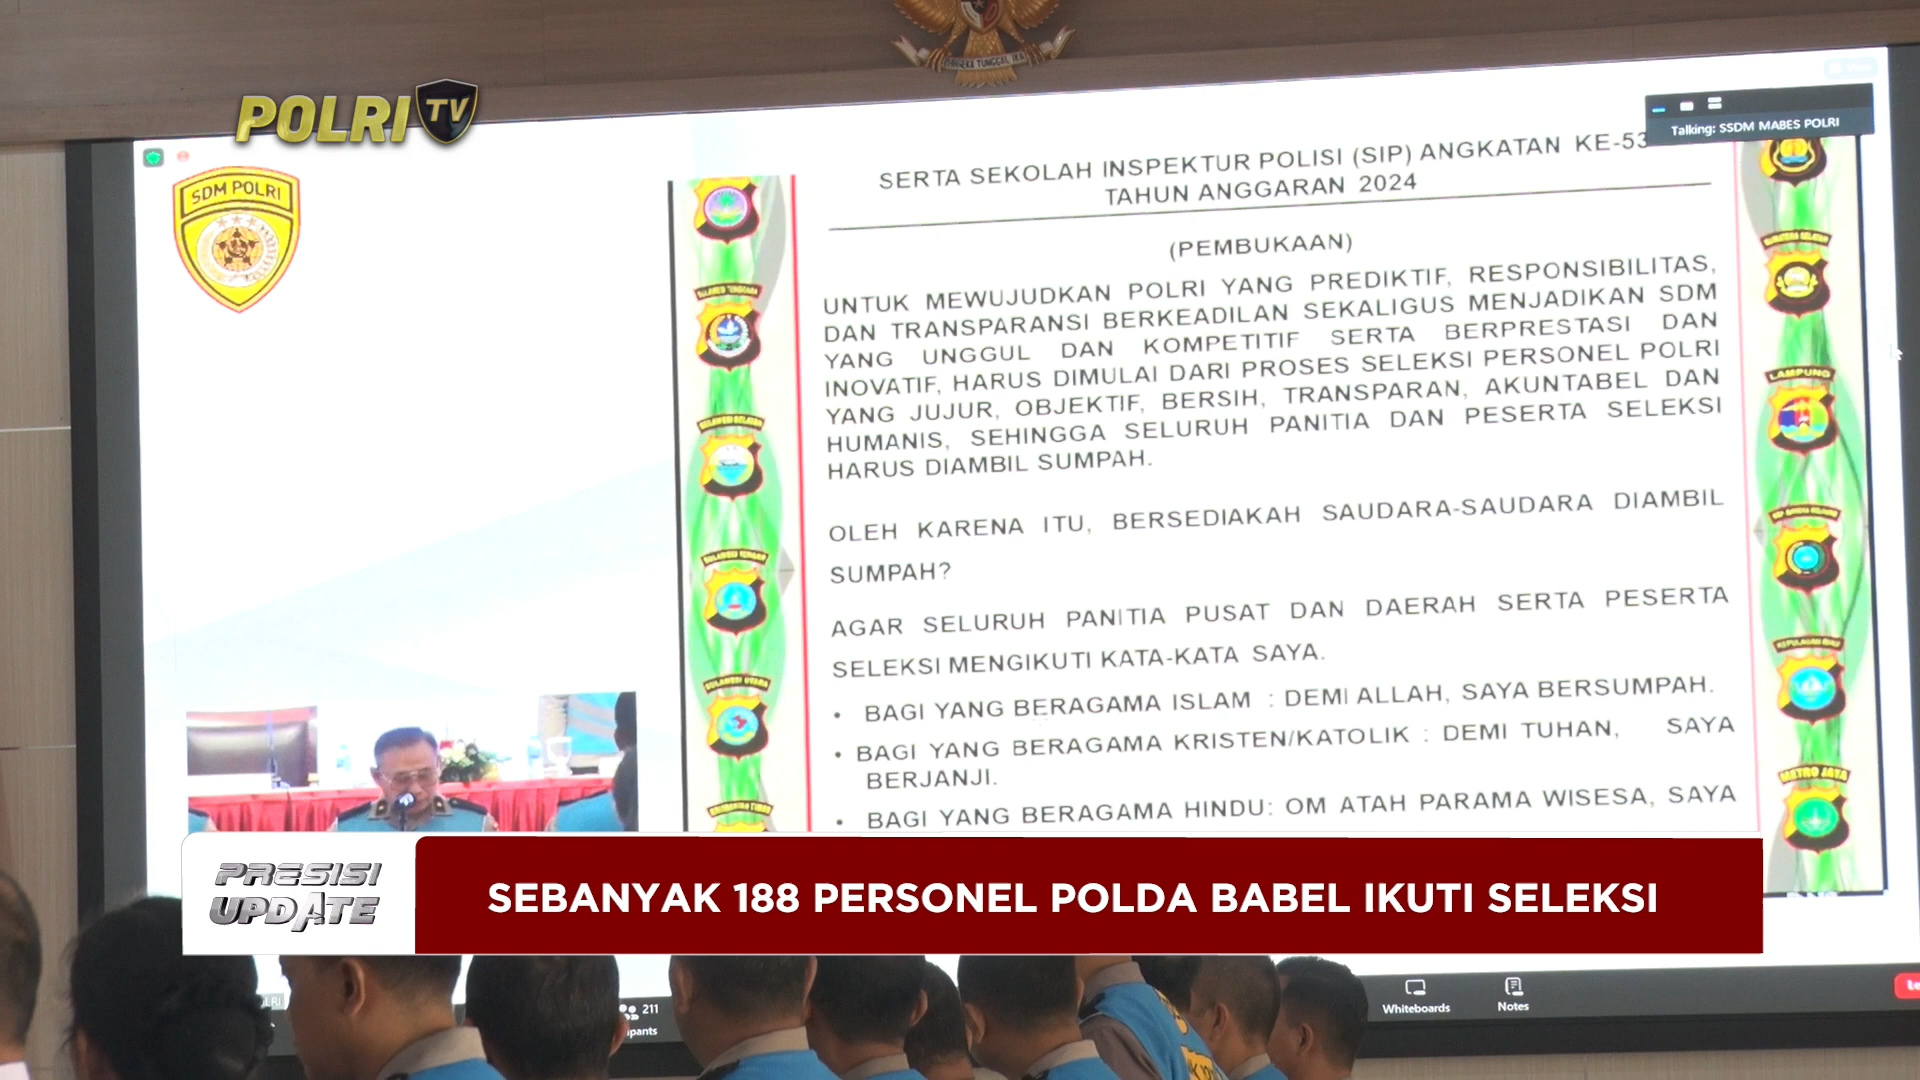 POLRI TV
Talking: SSDM MABES POLRI
SDM POLRI
SERTA SEKOLAH INSPEKTUR POLISI (SIP) ANGKATAN KE-53
TAHUN ANGGARAN 2024
(PEMBUKAAN)
UNTUK MEWUJUDKAN POLRI YANG PREDIKTIF, RESPONSIBILITAS,
DAN TRANSPARANSI BERKEADILAN SEKALIGUS MENJADIKAN SDM
YANG UNGGUL DAN KOMPETITIF SERTA BERPRESTASI DAN
INOVATIF, HARUS DIMULAI DARI PROSES SELEKSI PERSONEL POLRI
YANG JUJUR, OBJEKTIF, BERSIH, TRANSPARAN, AKUNTABEL DAN
HUMANIS, SEHINGGA SELURUH PANITIA DAN PESERTA SELEKSI
HARUS DIAMBIL SUMPAH.
OLEH KARENA ITU, BERSEDIAKAH SAUDARA-SAUDARA DIAMBIL
SUMPAH?
AGAR SELURUH PANITIA PUSAT DAN DAERAH SERTA PESERTA
SELEKSI MENGIKUTI KATA-KATA SAYA.
• BAGI YANG BERAGAMA ISLAM : DEMI ALLAH, SAYA BERSUMPAH.
• BAGI YANG BERAGAMA KRISTEN/KATOLIK : DEMI TUHAN, SAYA
BERJANJI.
• BAGI YANG BERAGAMA HINDU: OM ATAH PARAMA WISESA, SAYA
SULAWESI SELATAN
SULAWESI TENGAH
SULAWESI UTARA
LAMPUNG
METRO JAYA
PRESISI
UPDATE
SEBANYAK 188 PERSONEL POLDA BABEL IKUTI SELEKSI
211
Whiteboards
Notes